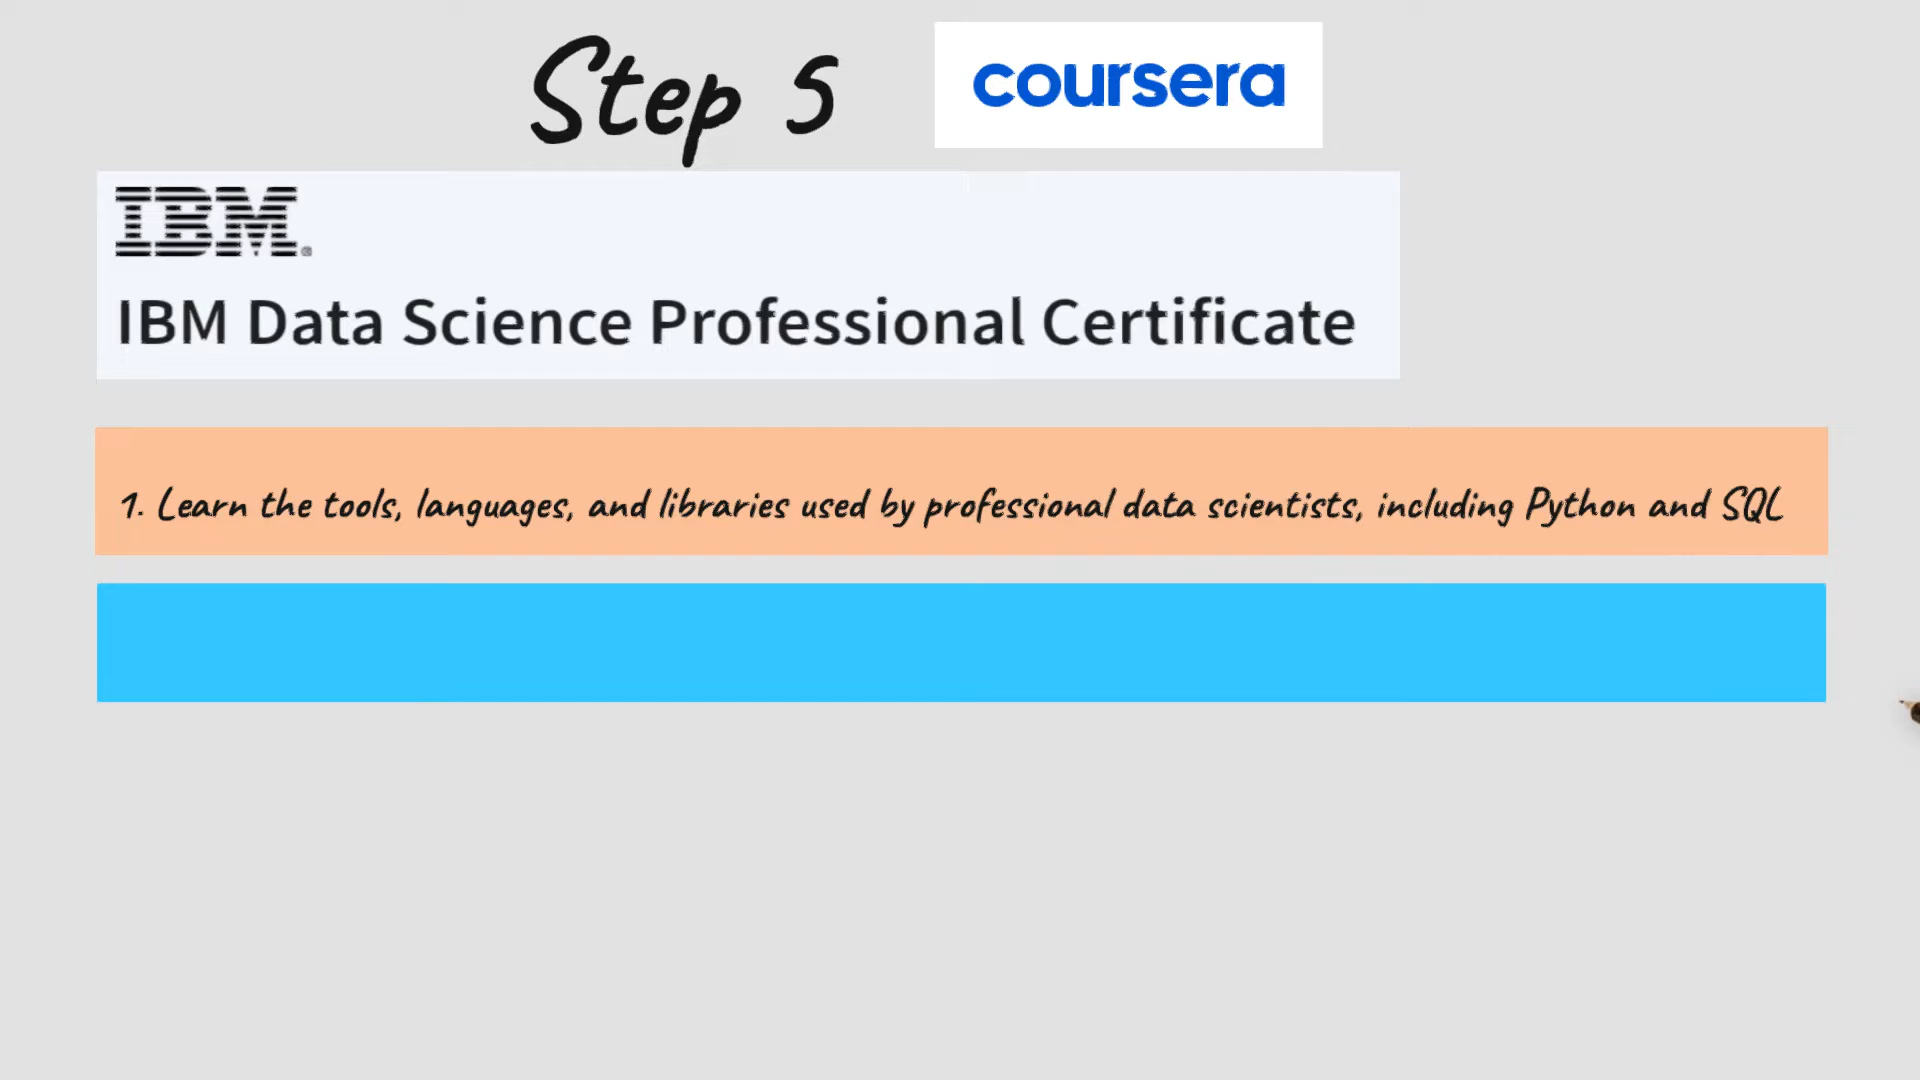 Step 5
coursera
IBM®
IBM Data Science Professional Certificate
1. Learn the tools, languages, and libraries used by professional data scientists, including Python and SQL